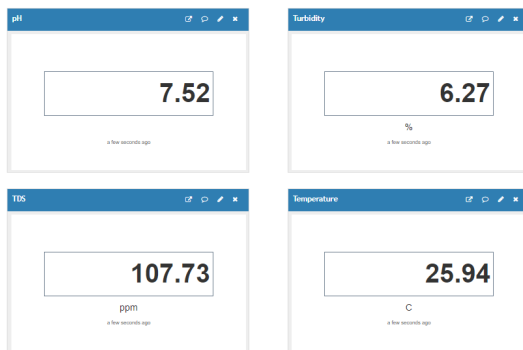 pH
7.52
a few seconds ago
Turbidity
6.27
%
a few seconds ago
TDS
107.73
ppm
a few seconds ago
Temperature
25.94
C
a few seconds ago